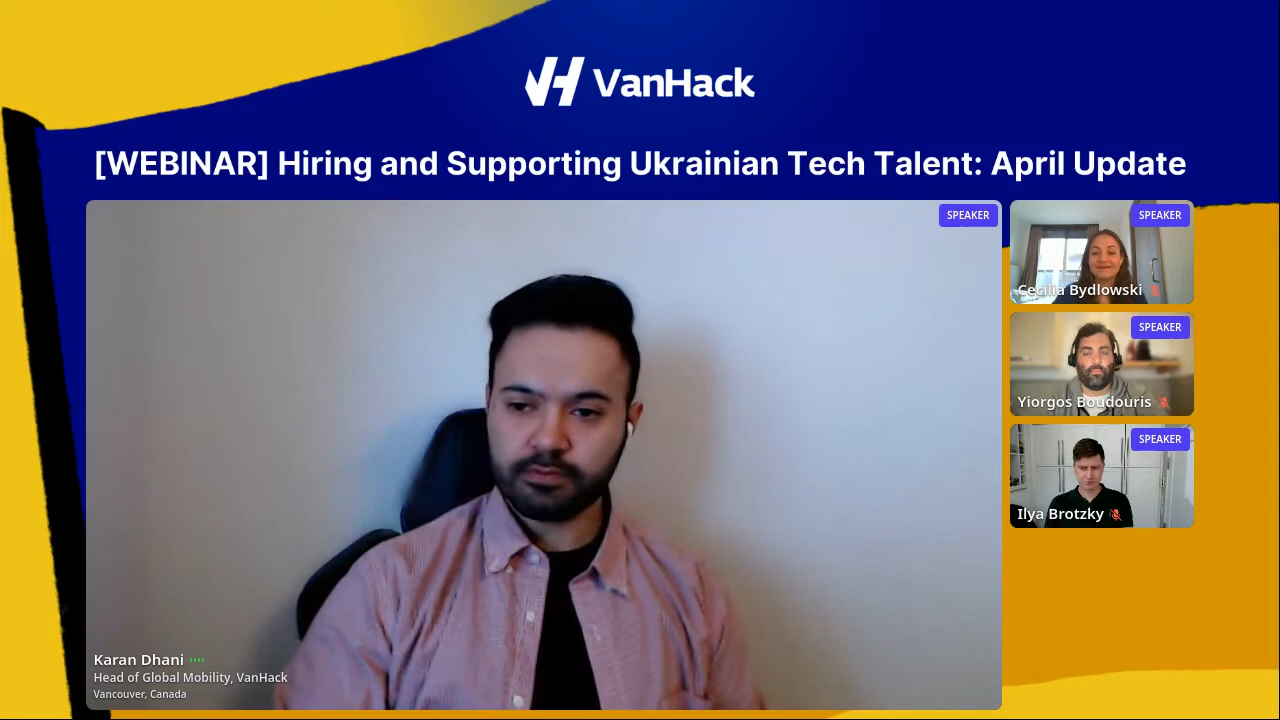 VanHack
[WEBINAR] Hiring and Supporting Ukrainian Tech Talent: April Update
SPEAKER
Karan Dhani
Head of Global Mobility, VanHack
Vancouver, Canada
SPEAKER
Cecilia Bydlowski
SPEAKER
Yiorgos Boudouris
SPEAKER
Ilya Brotzky